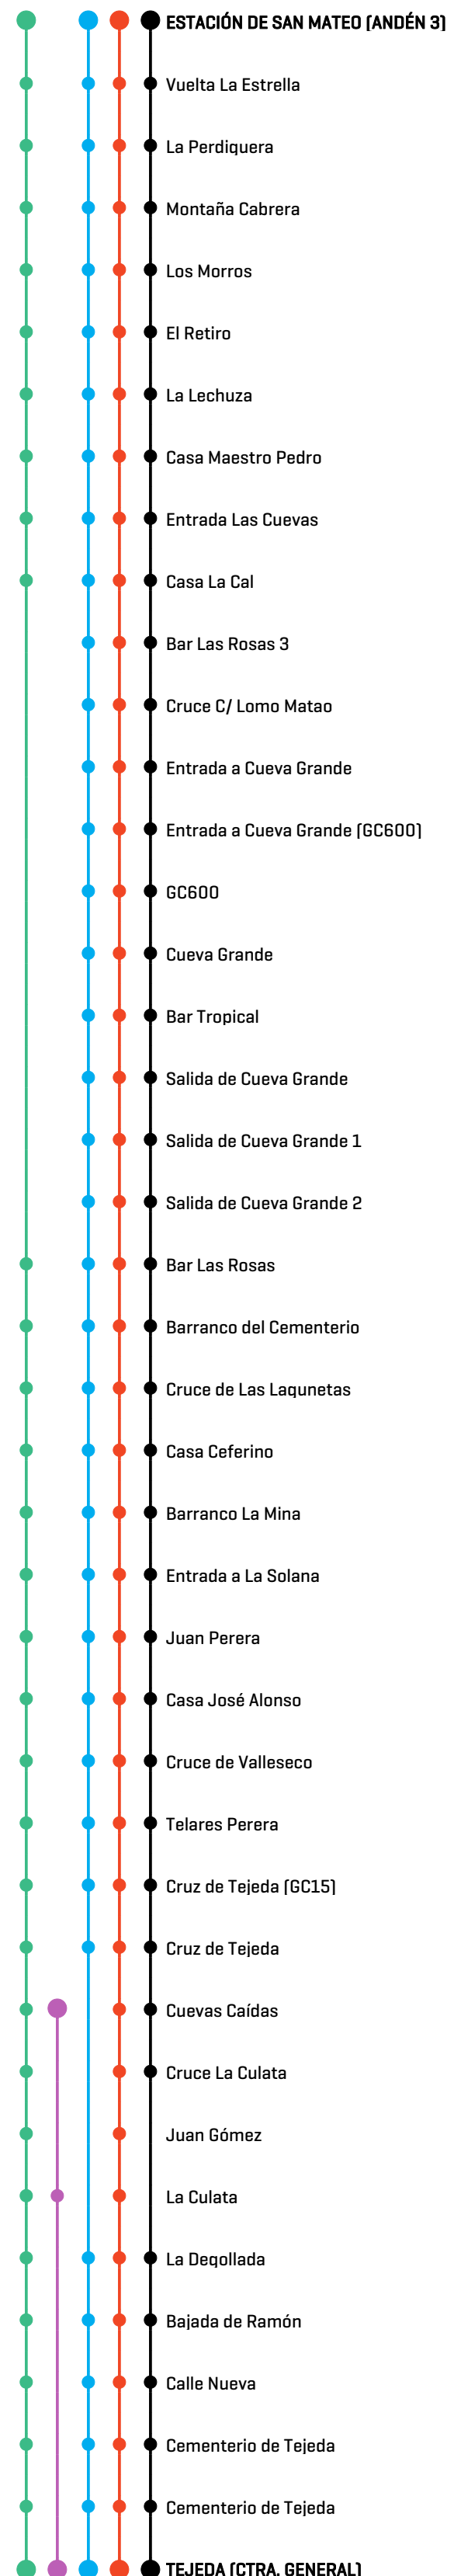 ESTACIÓN DE SAN MATEO (ANDÉN 3)
Vuelta La Estrella
La Perdiquera
Montaña Cabrera
Los Morros
El Retiro
La Lechuza
Casa Maestro Pedro
Entrada Las Cuevas
Casa La Cal
Bar Las Rosas 3
Cruce C/ Lomo Matao
Entrada a Cueva Grande
Entrada a Cueva Grande (GC600)
GC600
Cueva Grande
Bar Tropical
Salida de Cueva Grande
Salida de Cueva Grande 1
Salida de Cueva Grande 2
Bar Las Rosas
Barranco del Cementerio
Cruce de Las Lagunetas
Casa Ceferino
Barranco La Mina
Entrada a La Solana
Juan Perera
Casa José Alonso
Cruce de Valleseco
Telares Perera
Cruz de Tejeda (GC15)
Cruz de Tejeda
Cuevas Caídas
Cruce La Culata
Juan Gómez
La Culata
La Degollada
Bajada de Ramón
Calle Nueva
Cementerio de Tejeda
Cementerio de Tejeda
TEJEDA (CTRA. GENERAL)